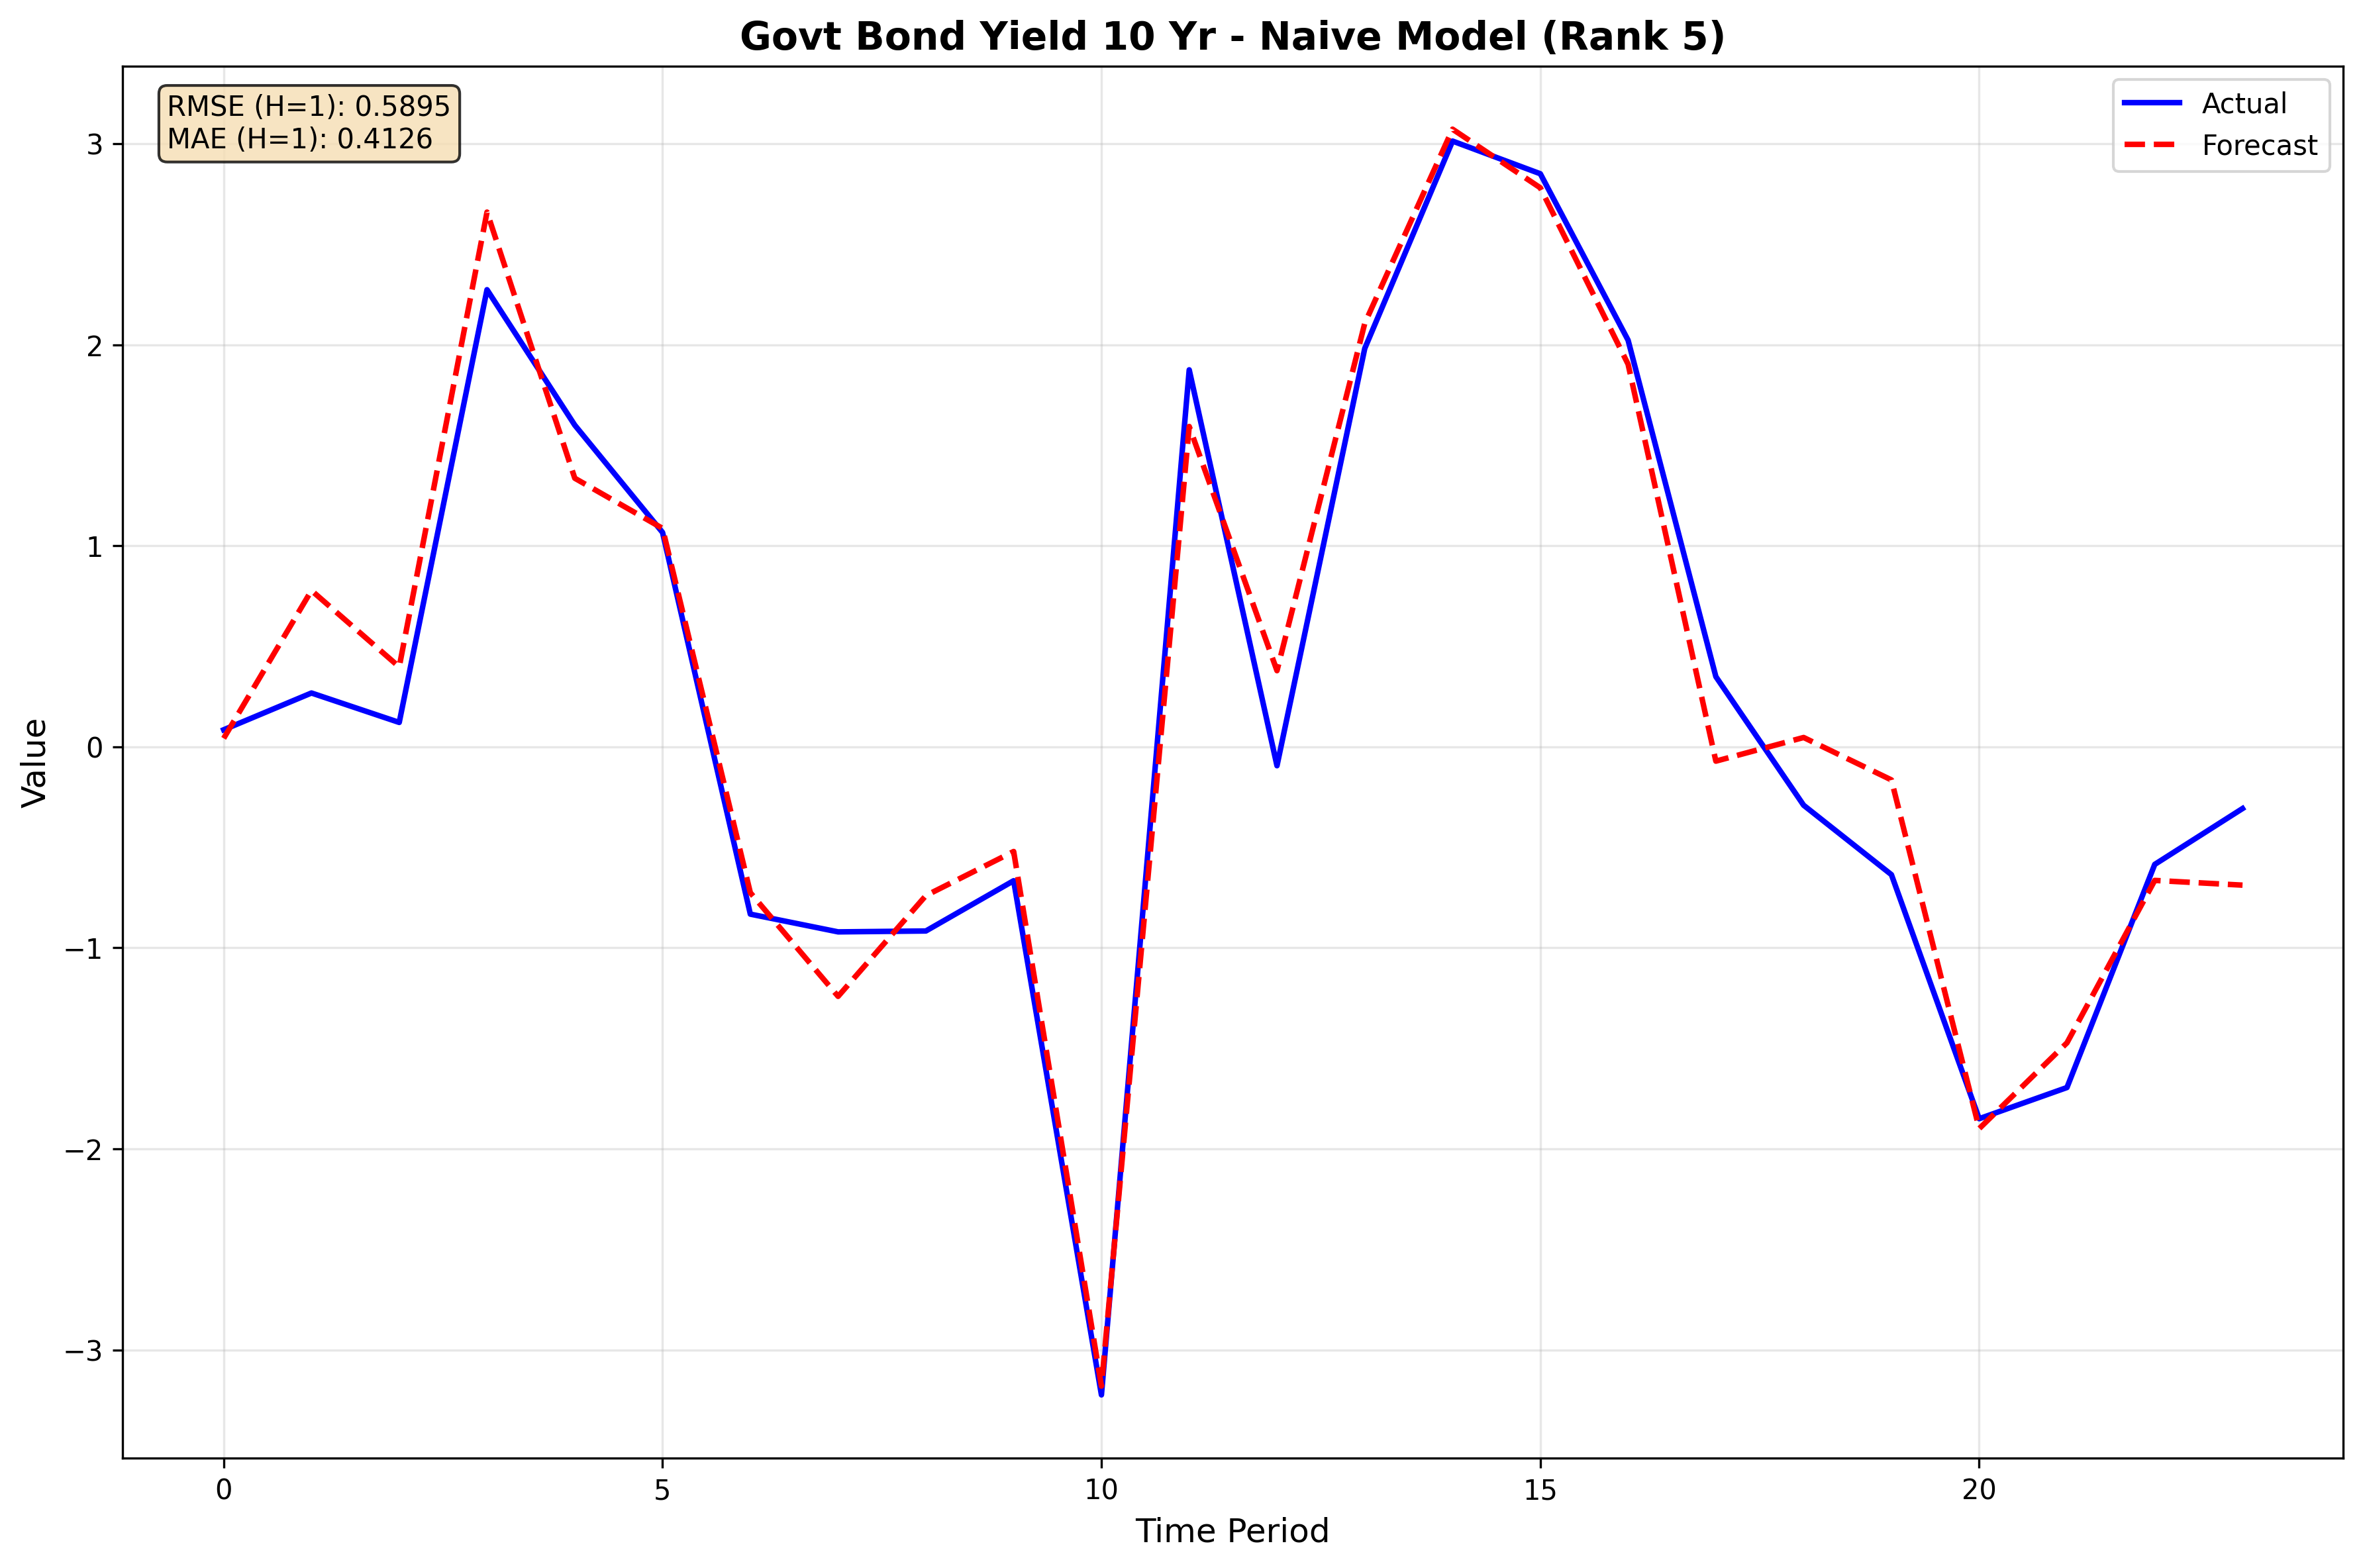 Govt Bond Yield 10 Yr - Naive Model (Rank 5)
RMSE (H=1): 0.5895
MAE (H=1): 0.4126
Actual
Forecast
3
2
1
0
−1
−2
−3
Value
0
5
10
15
20
Time Period